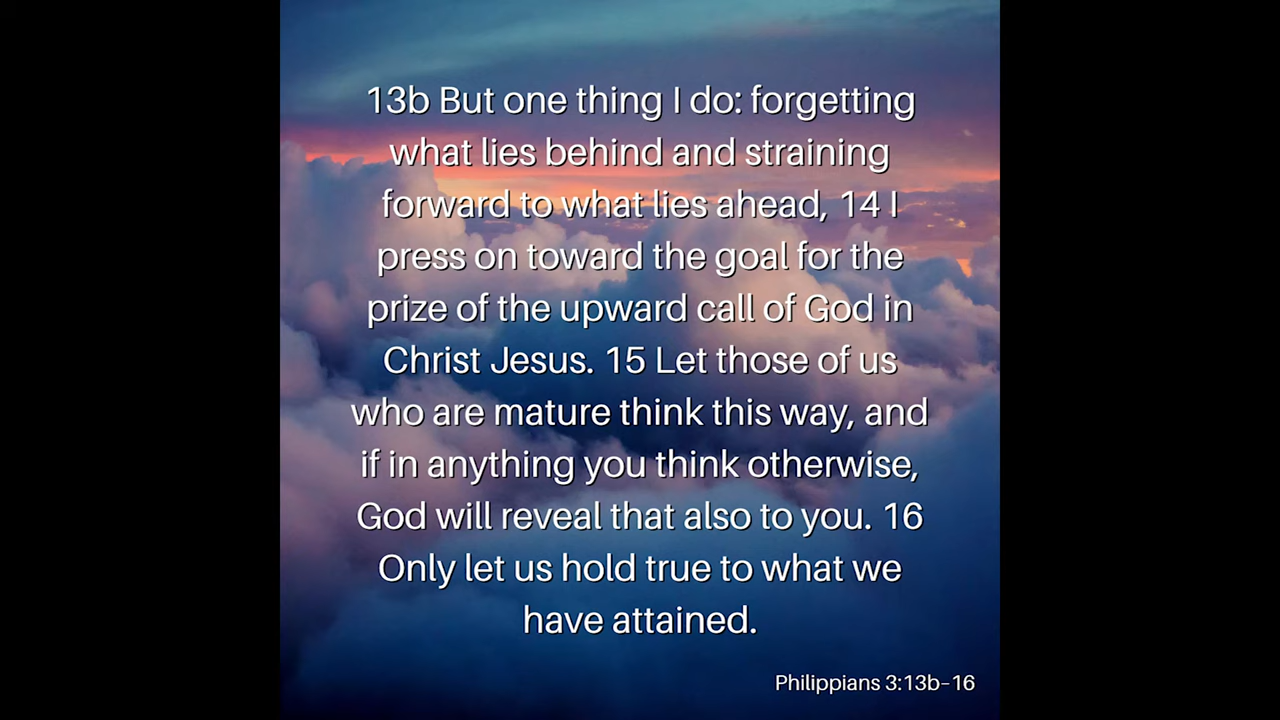 13b But one thing I do: forgetting
what lies behind and straining
forward to what lies ahead, 14 I
press on toward the goal for the
prize of the upward call of God in
Christ Jesus. 15 Let those of us
who are mature think this way, and
if in anything you think otherwise,
God will reveal that also to you. 16
Only let us hold true to what we
have attained.
Philippians 3:13b–16